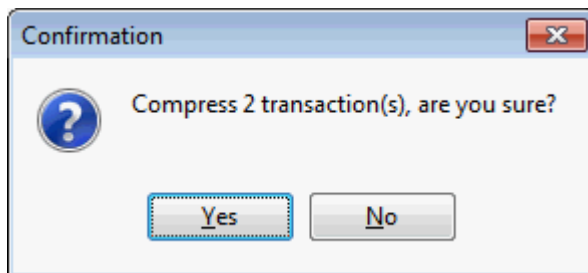 Confirmation
Compress 2 transaction(s), are you sure?
Yes
No